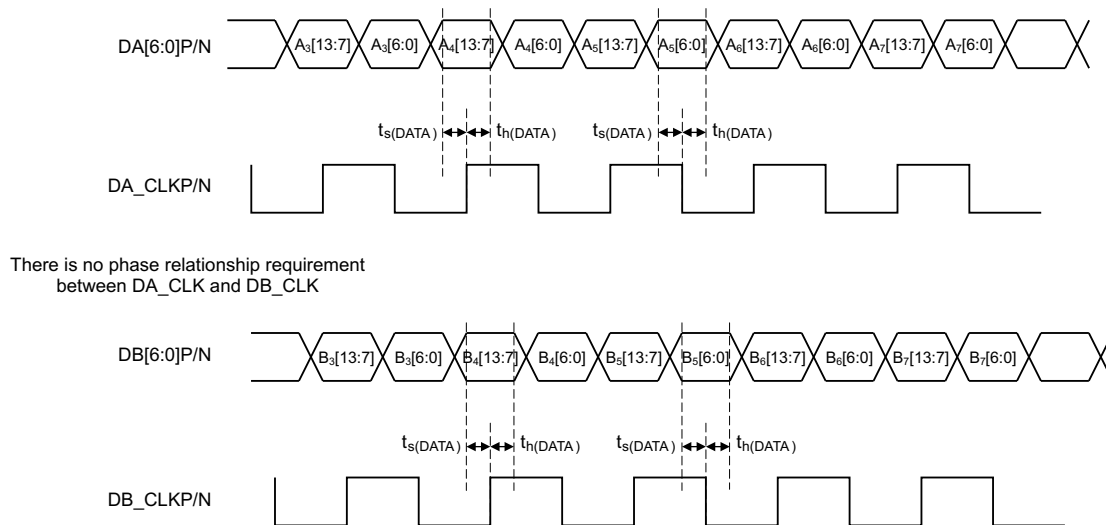 DA[6:0]P/N
A₃[13:7] A₃[6:0] A₄[13:7] A₄[6:0] A₅[13:7] A₅[6:0] A₆[13:7] A₆[6:0] A₇[13:7] A₇[6:0]
tₛ(DATA) tₕ(DATA) tₛ(DATA) tₕ(DATA)
DA_CLKP/N
There is no phase relationship requirement
between DA_CLK and DB_CLK
DB[6:0]P/N
B₃[13:7] B₃[6:0] B₄[13:7] B₄[6:0] B₅[13:7] B₅[6:0] B₆[13:7] B₆[6:0] B₇[13:7] B₇[6:0]
tₛ(DATA) tₕ(DATA) tₛ(DATA) tₕ(DATA)
DB_CLKP/N